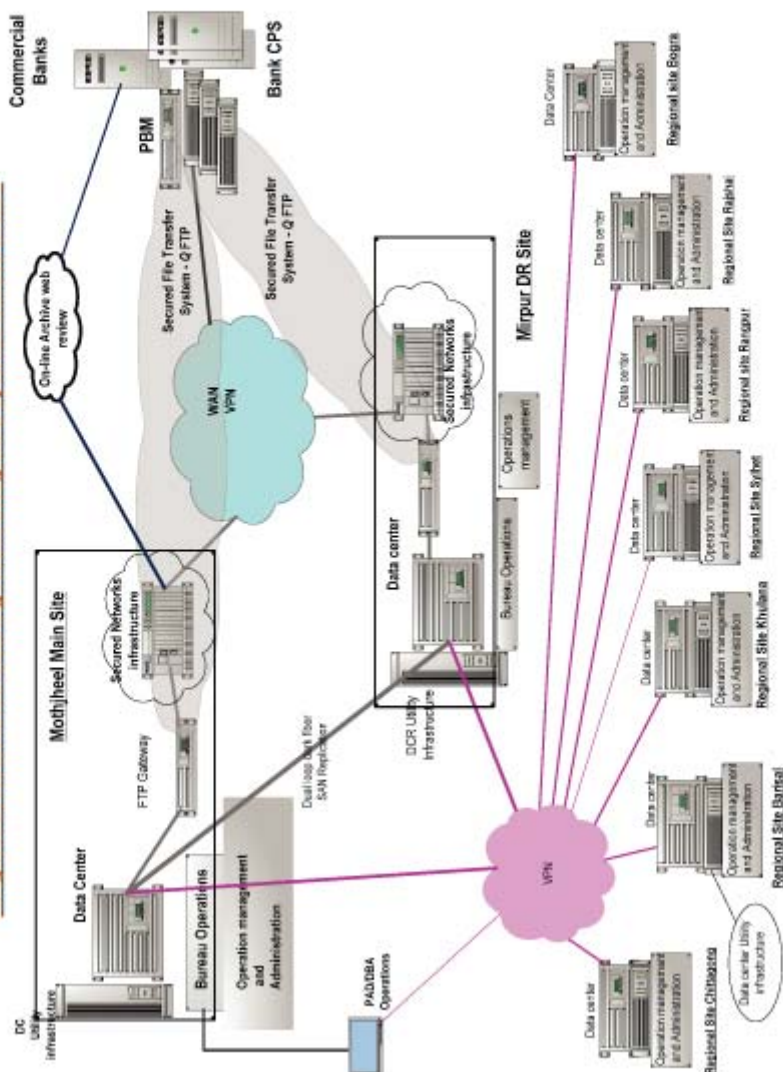 Commercial
Banks
Bank CPS
PBM
On-line Archive web
review
Secured File Transfer
System - Q FTP
Secured File Transfer
System - Q FTP
WAN
VPN
Mothjheel Main Site
Secured Networks
infrastructure
FTP Gateway
Data Center
DC
Utility
infrastructure
Bureau Operations
Operation management
and
Administration
Dual loop dark fiber
SAN Replication
Mirpur DR Site
Secured Networks
infrastructure
Operations
management
Data center
Bureau Operations
DCR Utility
Infrastructure
PAD/DBA
Operations
VPN
Data center
Operation management
and Administration
Regional Site Chittagong
Data center
Operation management
and Administration
Regional Site Barisal
Data center Utility
infrastructure
Data center
Operation management
and Administration
Regional Site Khulana
Data center
Operation management
and Administration
Regional Site Sylhet
Data center
Operation management
and Administration
Regional site Rangpur
Data center
Operation management
and Administration
Regional Site Rajshai
Data Center
Operation management
and Administration
Regional site Bogra